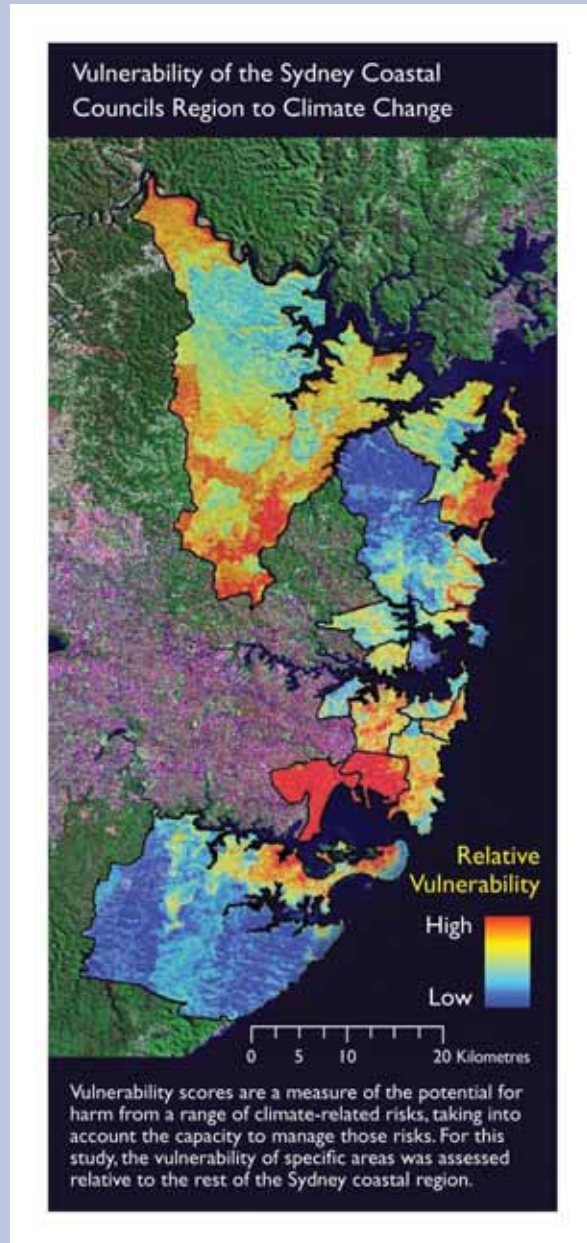 Vulnerability of the Sydney Coastal
Councils Region to Climate Change
Relative
Vulnerability
High
Low
0 5 10 20 Kilometres
Vulnerability scores are a measure of the potential for
harm from a range of climate-related risks, taking into
account the capacity to manage those risks. For this
study, the vulnerability of specific areas was assessed
relative to the rest of the Sydney coastal region.